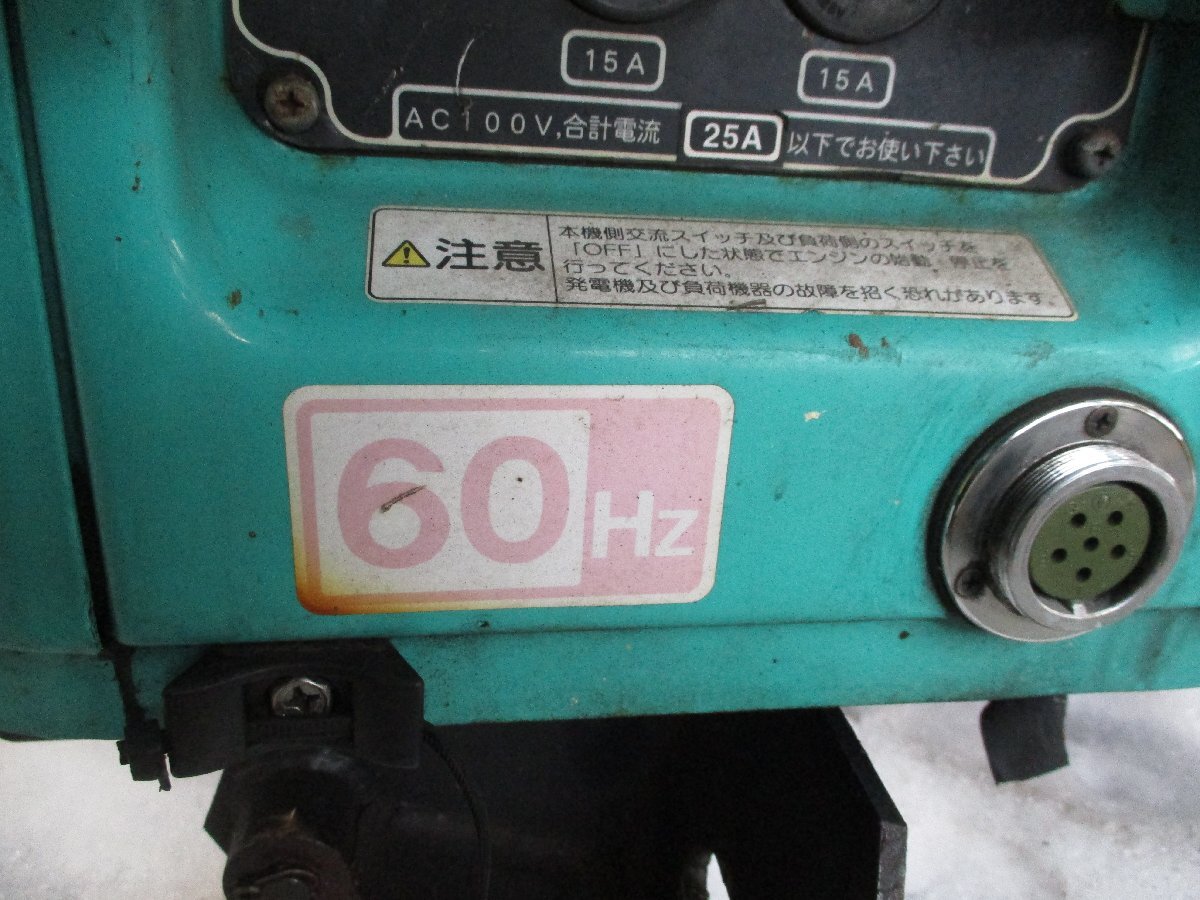 15A
15A
AC100V,合計電流 25A 以下でお使い下さい
注意
本機側交流スイッチ及び負荷側のスイッチを
「OFF」にした状態でエンジンの始動・停止を
行ってください.
発電機及び負荷機器の故障を招く恐れがあります.
60Hz